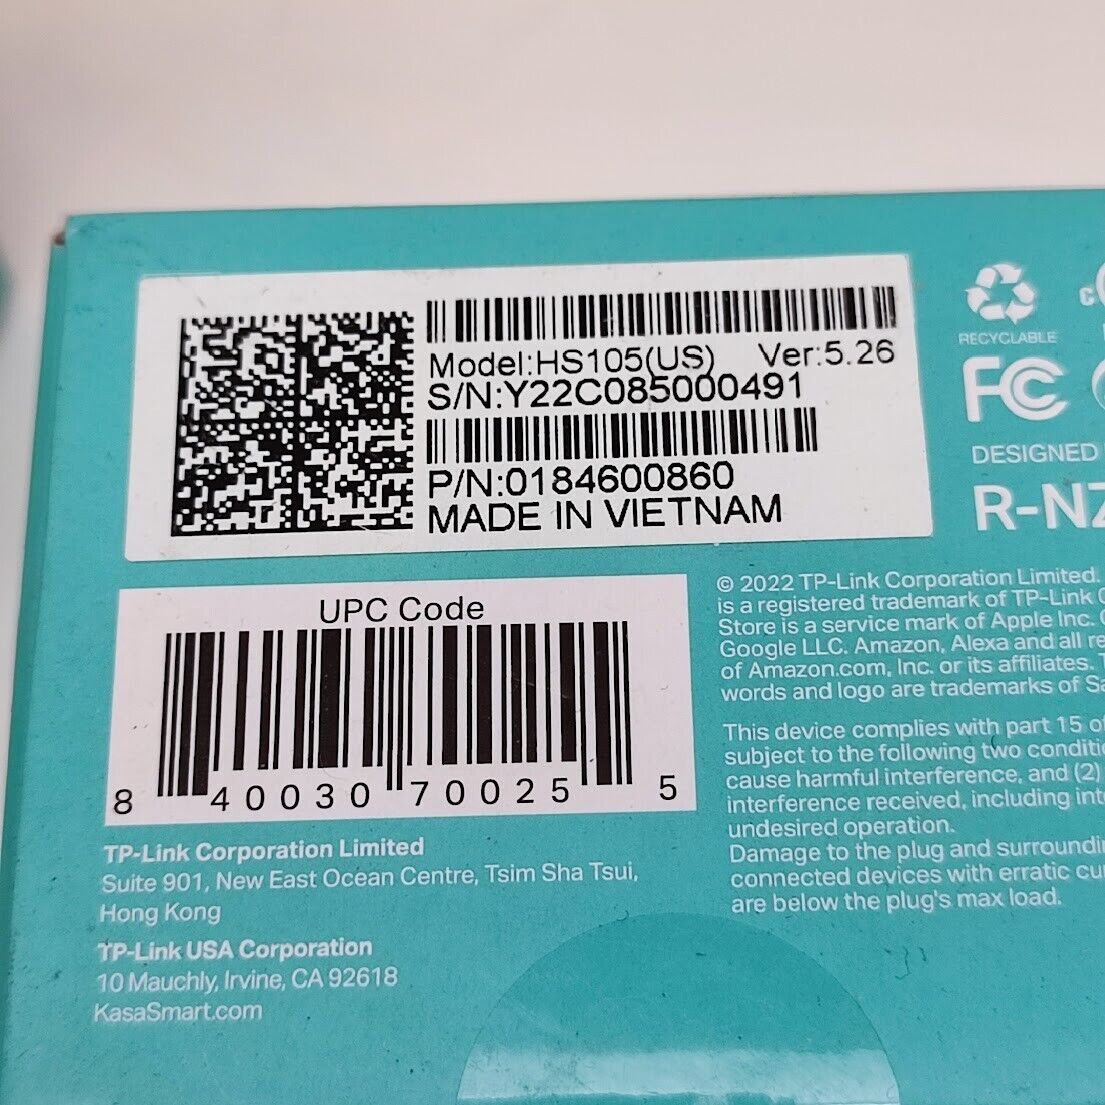 Model:HS105(US) Ver:5.26
S/N:Y22C085000491
P/N:0184600860
MADE IN VIETNAM
RECYCLABLE
FC
DESIGNED
R-NZ
UPC Code
8 40030 70025 5
TP-Link Corporation Limited
Suite 901, New East Ocean Centre, Tsim Sha Tsui,
Hong Kong
TP-Link USA Corporation
10 Mauchly, Irvine, CA 92618
KasaSmart.com
© 2022 TP-Link Corporation Limited.
is a registered trademark of TP-Link
Store is a service mark of Apple Inc.
Google LLC. Amazon, Alexa and all re
of Amazon.com, Inc. or its affiliates.
words and logo are trademarks of Sa
This device complies with part 15 of
subject to the following two conditi
cause harmful interference, and (2)
interference received, including int
undesired operation.
Damage to the plug and surroundi
connected devices with erratic cu
are below the plug's max load.